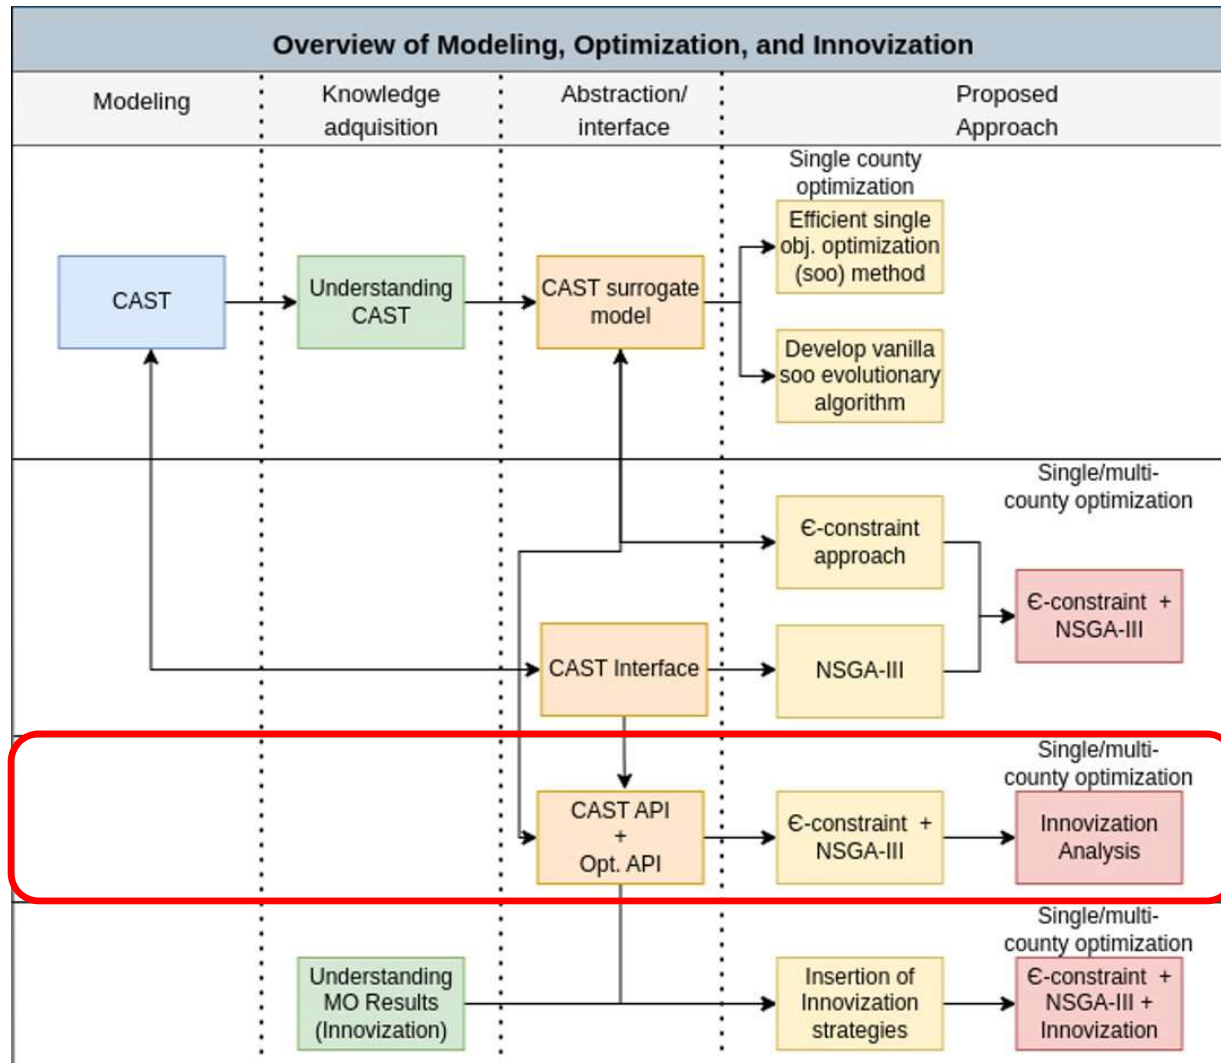 Overview of Modeling, Optimization, and Innovization
Modeling
Knowledge
adquisition
Abstraction/
interface
Proposed
Approach
Single county
optimization
CAST
Understanding
CAST
CAST surrogate
model
Efficient single
obj. optimization
(soo) method
Develop vanilla
soo evolutionary
algorithm
Single/multi-
county optimization
Є-constraint
approach
Є-constraint +
NSGA-III
CAST Interface
NSGA-III
Single/multi-
county optimization
CAST API
+
Opt. API
Є-constraint +
NSGA-III
Innovization
Analysis
Single/multi-
county optimization
Understanding
MO Results
(Innovization)
Insertion of
Innovization
strategies
Є-constraint +
NSGA-III +
Innovization